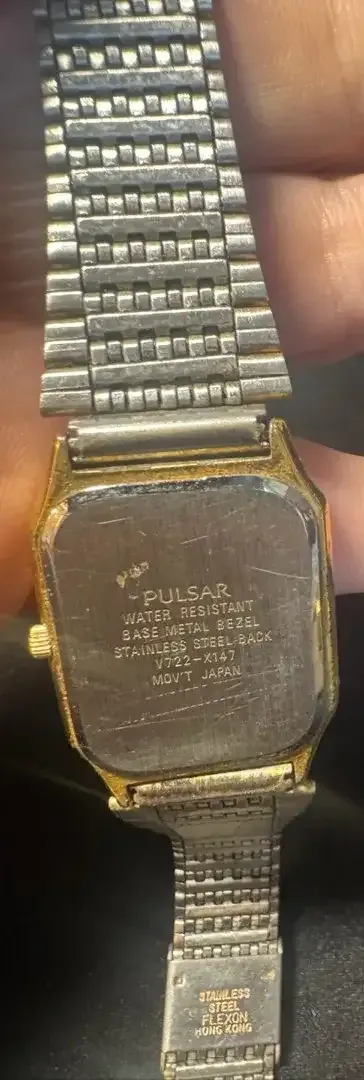 PULSAR
WATER RESISTANT
BASE METAL BEZEL
STAINLESS STEEL BACK
V722-X147
MOV'T JAPAN
STAINLESS
STEEL
FLEXON
HONG KONG